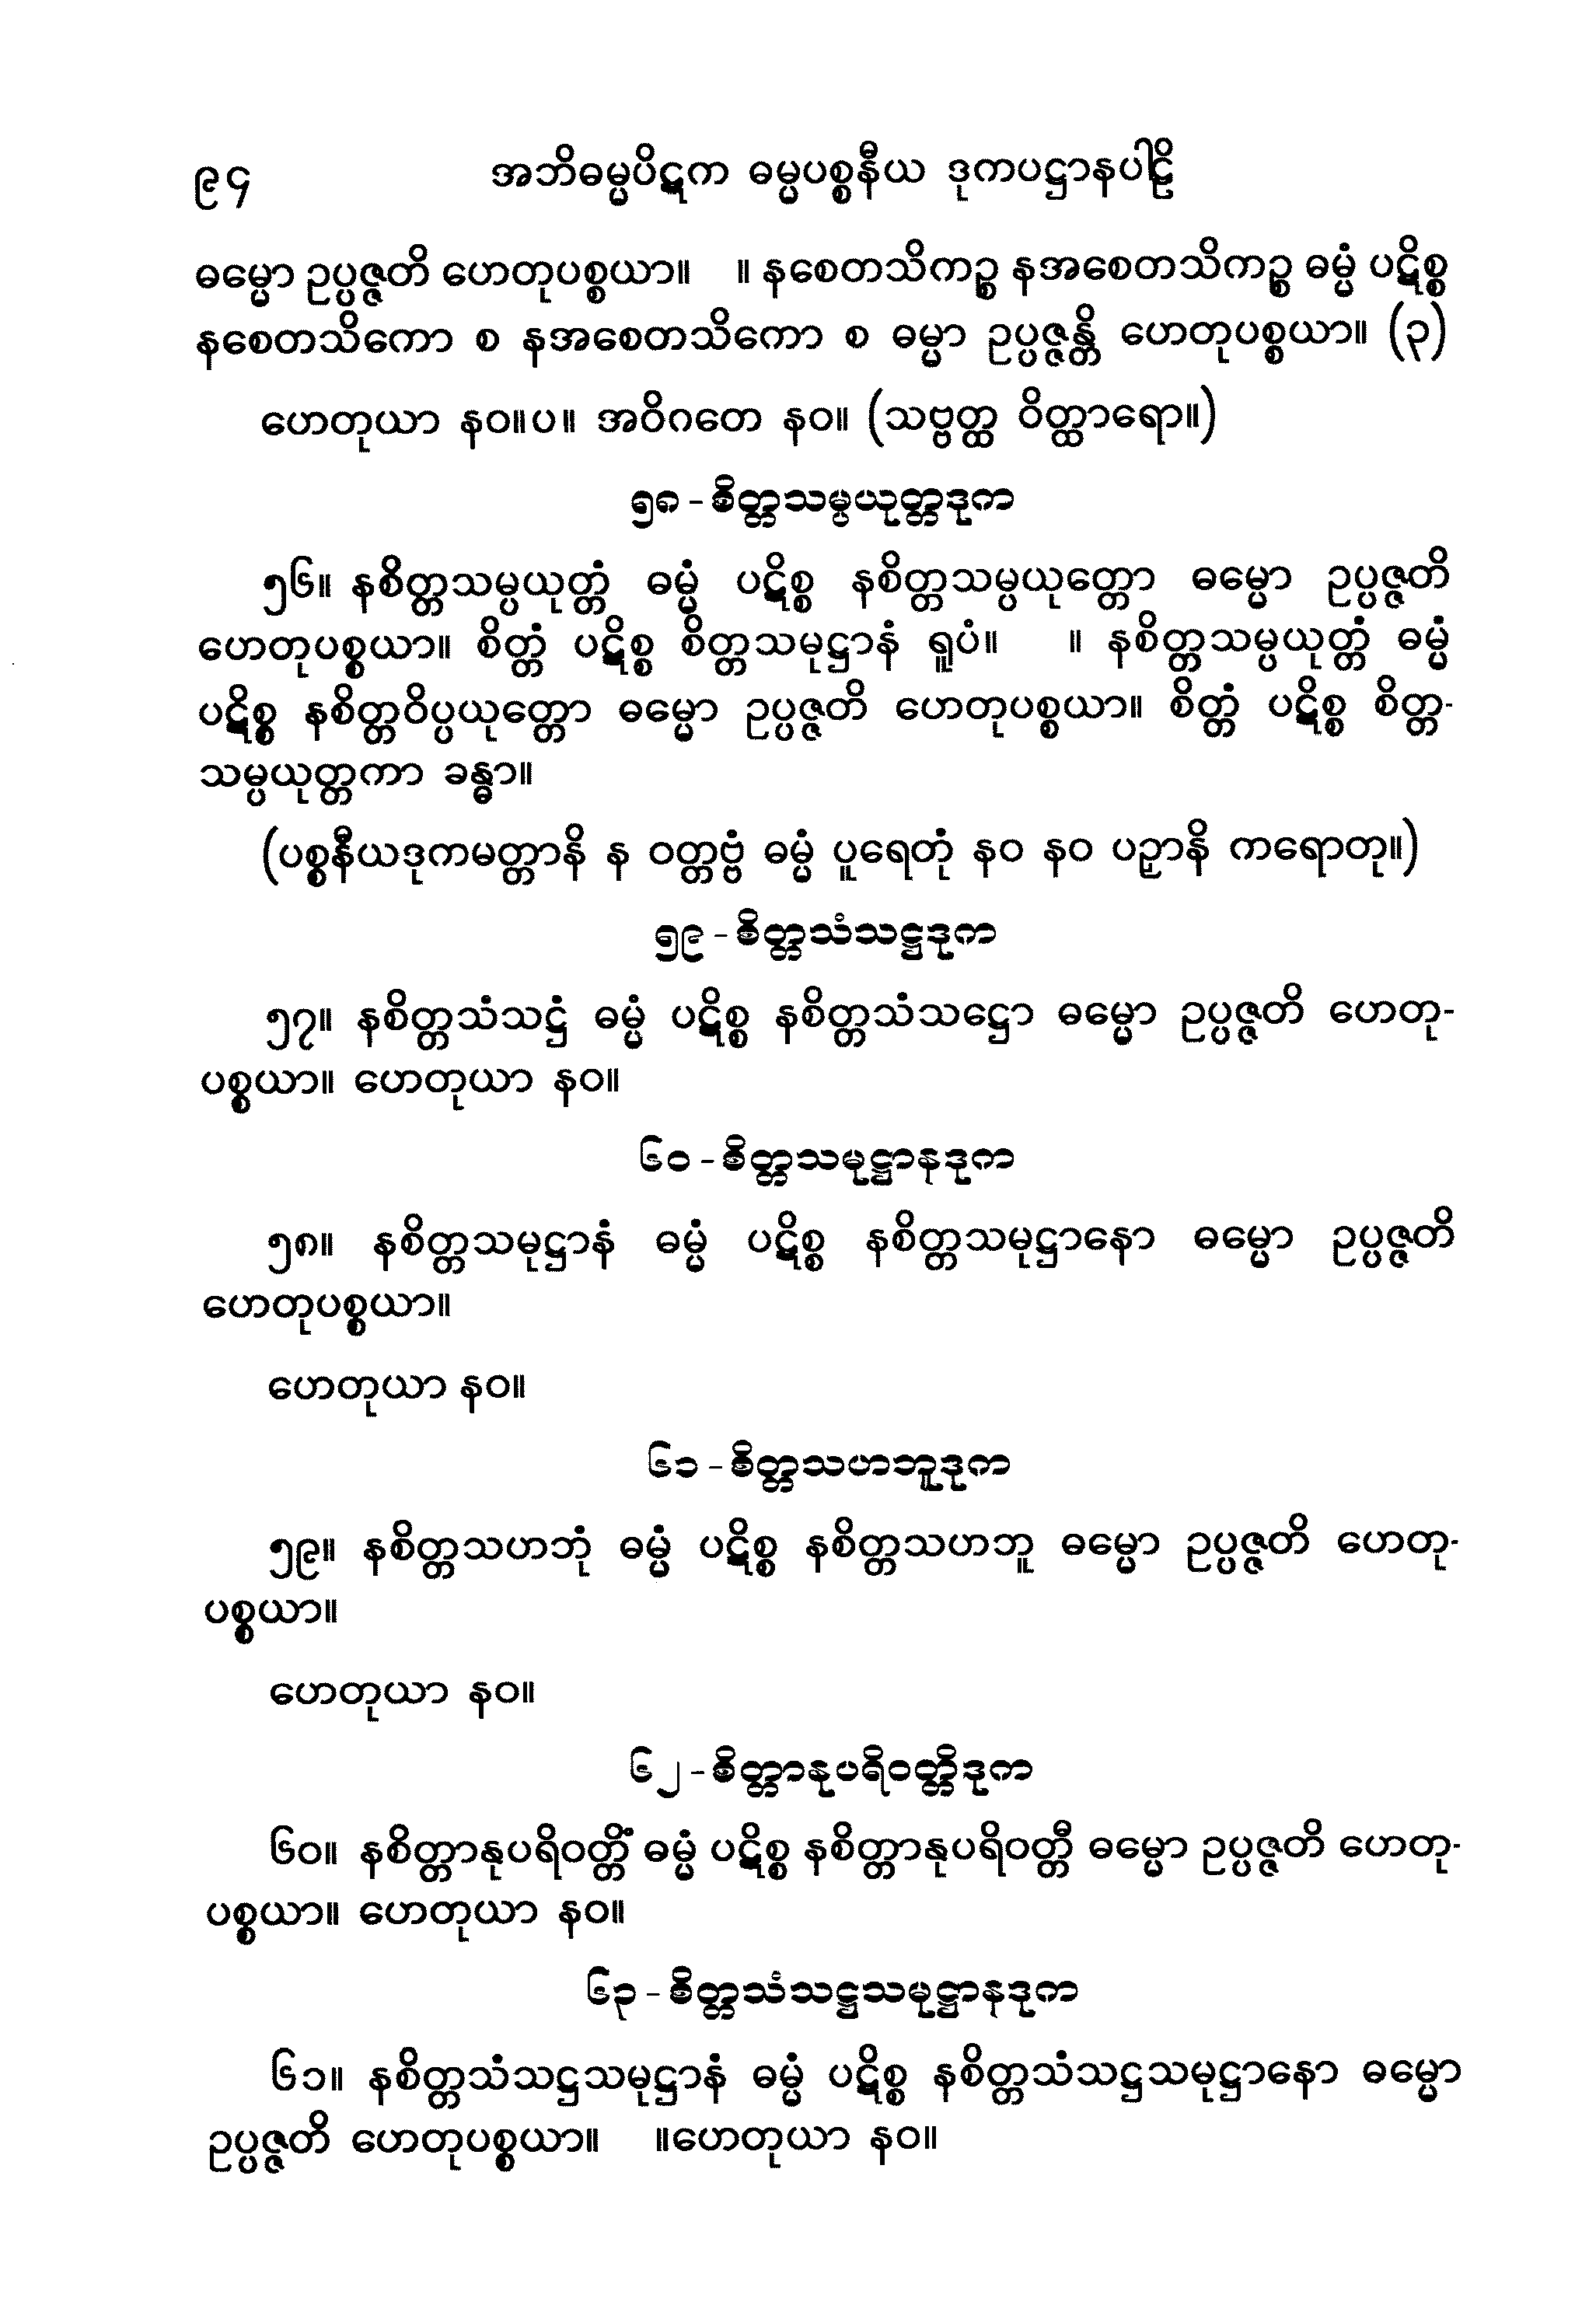 ၉၄ အဘိဓမ္မပိဋက ဓမ္မပစ္စနီယ ဒုကပဋ္ဌာနပါဠိ
ဓမ္မော ဥပ္ပဇ္ဇတိ ဟေတုပစ္စယာ။ ။ နစေတသိကဉ္စ နအစေတသိကဉ္စ ဓမ္မံ ပဋိစ္စ
နစေတသိကော စ နအစေတသိကော စ ဓမ္မာ ဥပ္ပဇ္ဇန္တိ ဟေတုပစ္စယာ။ (၃)
ဟေတုယာ နဝ။ပ။ အဝိဂတေ နဝ။ (သဗ္ဗတ္ထ ဝိတ္ထာရော။)
၅၈ - စိတ္တသမ္ပယုတ္တဒုက
၅၆။ နစိတ္တသမ္ပယုတ္တံ ဓမ္မံ ပဋိစ္စ နစိတ္တသမ္ပယုတ္တော ဓမ္မော ဥပ္ပဇ္ဇတိ
ဟေတုပစ္စယာ။ စိတ္တံ ပဋိစ္စ စိတ္တသမုဋ္ဌာနံ ရူပံ။ ။ နစိတ္တသမ္ပယုတ္တံ ဓမ္မံ
ပဋိစ္စ နစိတ္တဝိပ္ပယုတ္တော ဓမ္မော ဥပ္ပဇ္ဇတိ ဟေတုပစ္စယာ။ စိတ္တံ ပဋိစ္စ စိတ္တ-
သမ္ပယုတ္တကာ ခန္ဓာ။
(ပစ္စနီယဒုကမတ္တာနိ န ဝတ္တဗ္ဗံ ဓမ္မံ ပူရေတုံ နဝ နဝ ပဉှာနိ ကရောတု။)
၅၉ - စိတ္တသံသဋ္ဌဒုက
၅၇။ နစိတ္တသံသဋ္ဌံ ဓမ္မံ ပဋိစ္စ နစိတ္တသံသဋ္ဌော ဓမ္မော ဥပ္ပဇ္ဇတိ ဟေတု-
ပစ္စယာ။ ဟေတုယာ နဝ။
၆၀ - စိတ္တသမုဋ္ဌာနဒုက
၅၈။ နစိတ္တသမုဋ္ဌာနံ ဓမ္မံ ပဋိစ္စ နစိတ္တသမုဋ္ဌာနော ဓမ္မော ဥပ္ပဇ္ဇတိ
ဟေတုပစ္စယာ။
ဟေတုယာ နဝ။
၆၁ - စိတ္တသဟဘူဒုက
၅၉။ နစိတ္တသဟဘုံ ဓမ္မံ ပဋိစ္စ နစိတ္တသဟဘူ ဓမ္မော ဥပ္ပဇ္ဇတိ ဟေတု-
ပစ္စယာ။
ဟေတုယာ နဝ။
၆၂ - စိတ္တာနုပရိဝတ္တိဒုက
၆၀။ နစိတ္တာနုပရိဝတ္တိံ ဓမ္မံ ပဋိစ္စ နစိတ္တာနုပရိဝတ္တီ ဓမ္မော ဥပ္ပဇ္ဇတိ ဟေတု-
ပစ္စယာ။ ဟေတုယာ နဝ။
၆၃ - စိတ္တသံသဋ္ဌသမုဋ္ဌာနဒုက
၆၁။ နစိတ္တသံသဋ္ဌသမုဋ္ဌာနံ ဓမ္မံ ပဋိစ္စ နစိတ္တသံသဋ္ဌသမုဋ္ဌာနော ဓမ္မော
ဥပ္ပဇ္ဇတိ ဟေတုပစ္စယာ။ ။ဟေတုယာ နဝ။